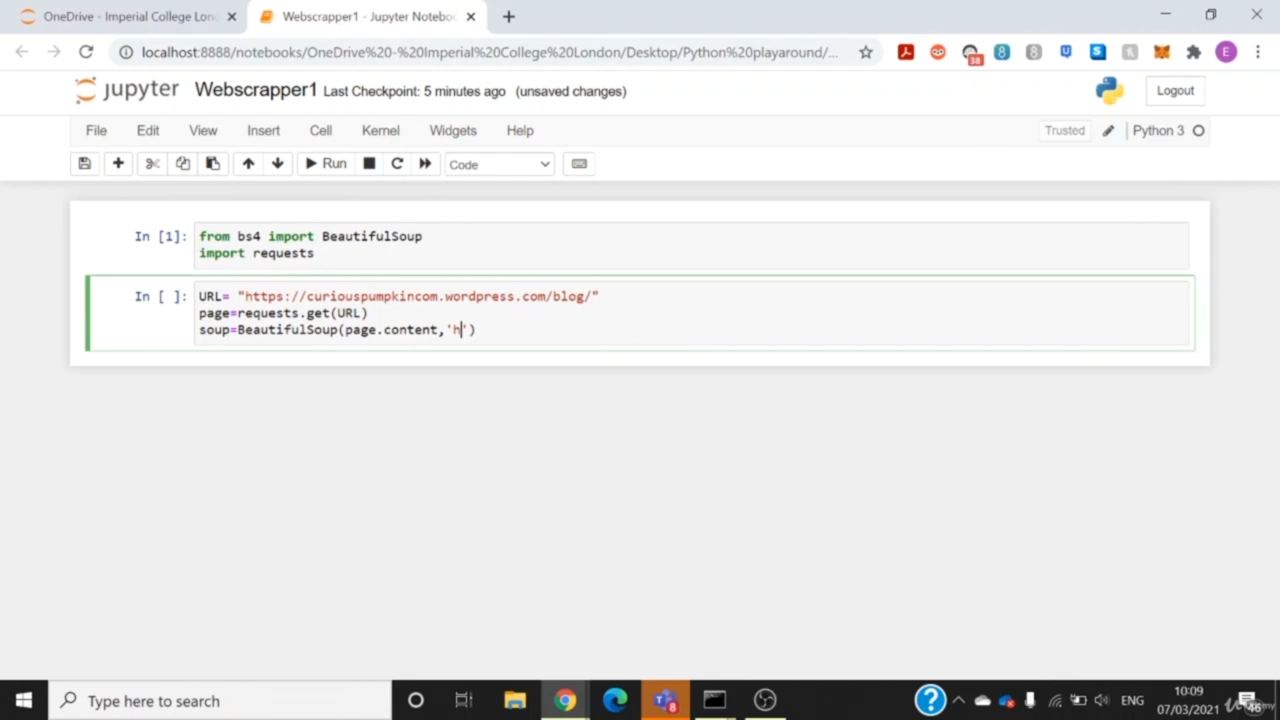 OneDrive - Imperial College Lon
Webscrapper1 - Jupyter Notebo
localhost:8888/notebooks/OneDrive%20-%20Imperial%20College%20London/Desktop/Python%20playaround/...
38
E
jupyter Webscrapper1 Last Checkpoint: 5 minutes ago (unsaved changes)
Logout
File Edit View Insert Cell Kernel Widgets Help
Trusted Python 3
Run Code
In [1]: from bs4 import BeautifulSoup
import requests
In [ ]: URL= "https://curiouspumpkincom.wordpress.com/blog/"
page=requests.get(URL)
soup=BeautifulSoup(page.content,'h')
Type here to search
8
ENG
10:09
07/03/2021